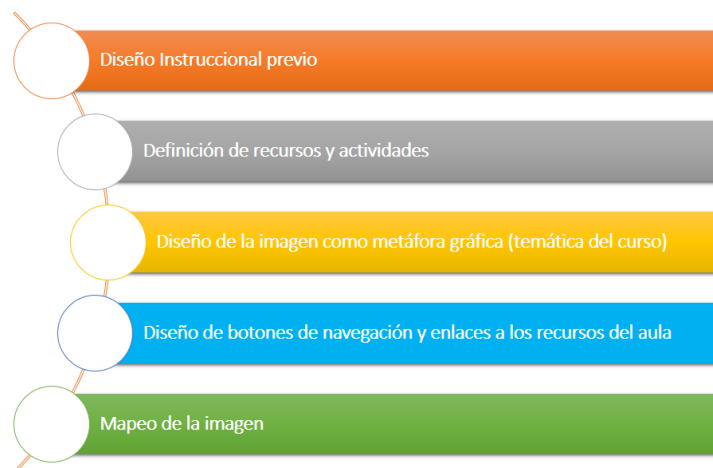 Diseño Instruccional previo
Definición de recursos y actividades
Diseño de la imagen como metáfora gráfica (temática del curso)
Diseño de botones de navegación y enlaces a los recursos del aula
Mapeo de la imagen